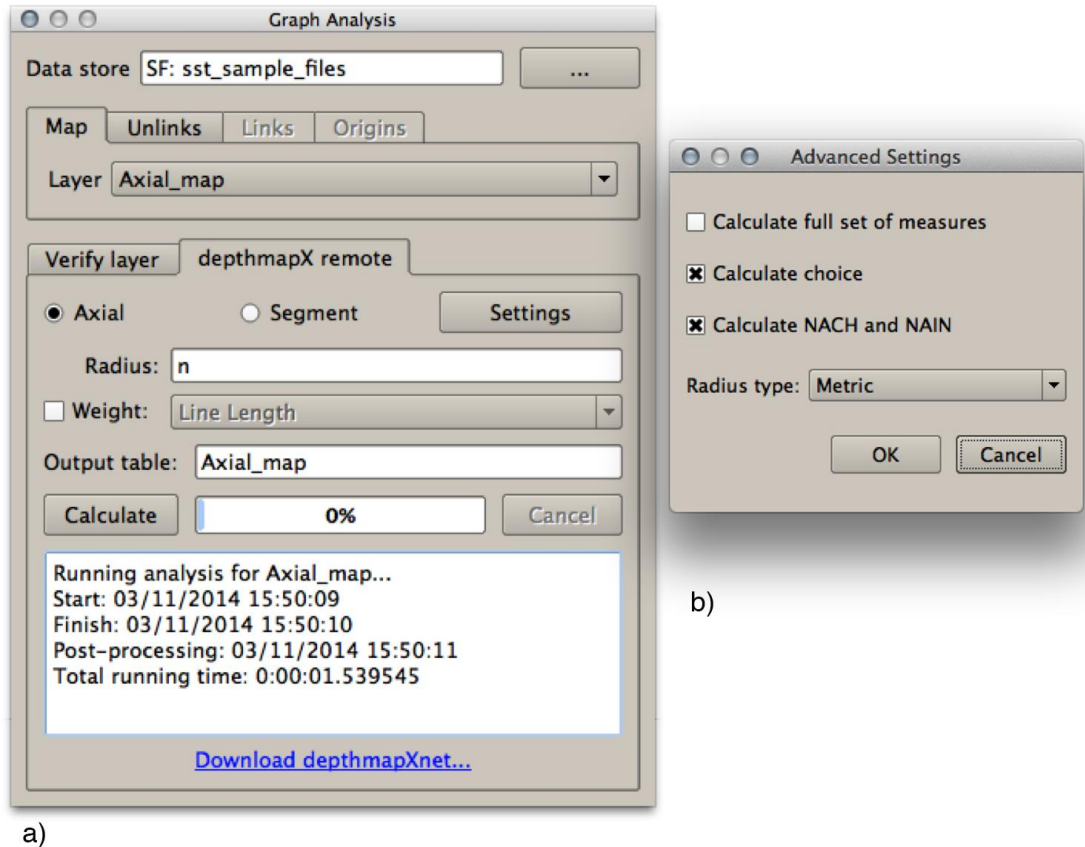 Graph Analysis
Data store SF: sst_sample_files ...
Map Unlinks Links Origins
Layer Axial_map
Verify layer depthmapX remote
Axial Segment Settings
Radius: n
Weight: Line Length
Output table: Axial_map
Calculate 0% Cancel
Running analysis for Axial_map...
Start: 03/11/2014 15:50:09
Finish: 03/11/2014 15:50:10
Post-processing: 03/11/2014 15:50:11
Total running time: 0:00:01.539545
Download depthmapXnet...
a)
Advanced Settings
Calculate full set of measures
Calculate choice
Calculate NACH and NAIN
Radius type: Metric
OK Cancel
b)